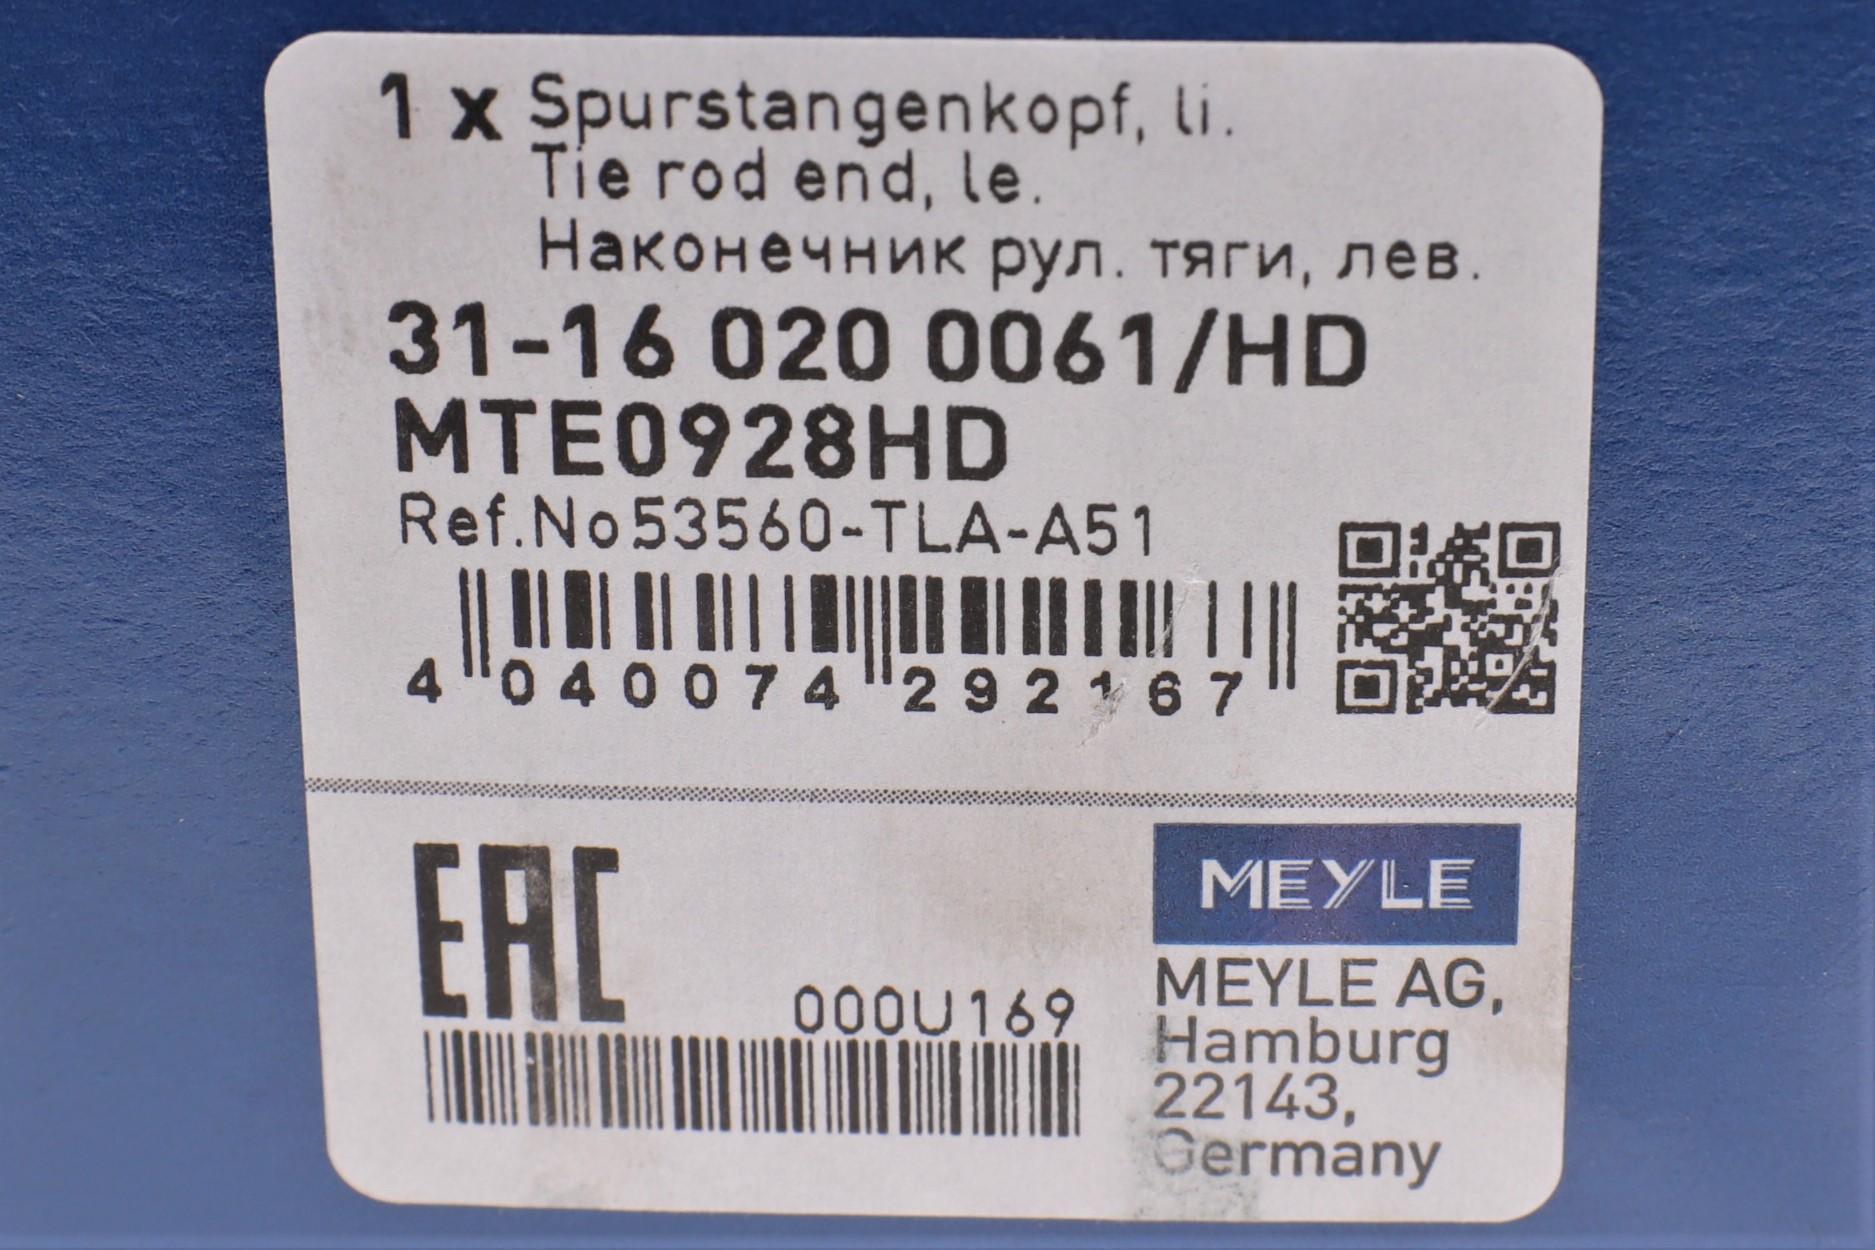 1 x Spurstangenkopf, li.
Tie rod end, le.
Наконечник рул. тяги, лев.
31-16 020 0061/HD
MTE0928HD
Ref.No53560-TLA-A51
4 040074 292167
EAC
000U169
MEYLE
MEYLE AG,
Hamburg
22143,
Germany